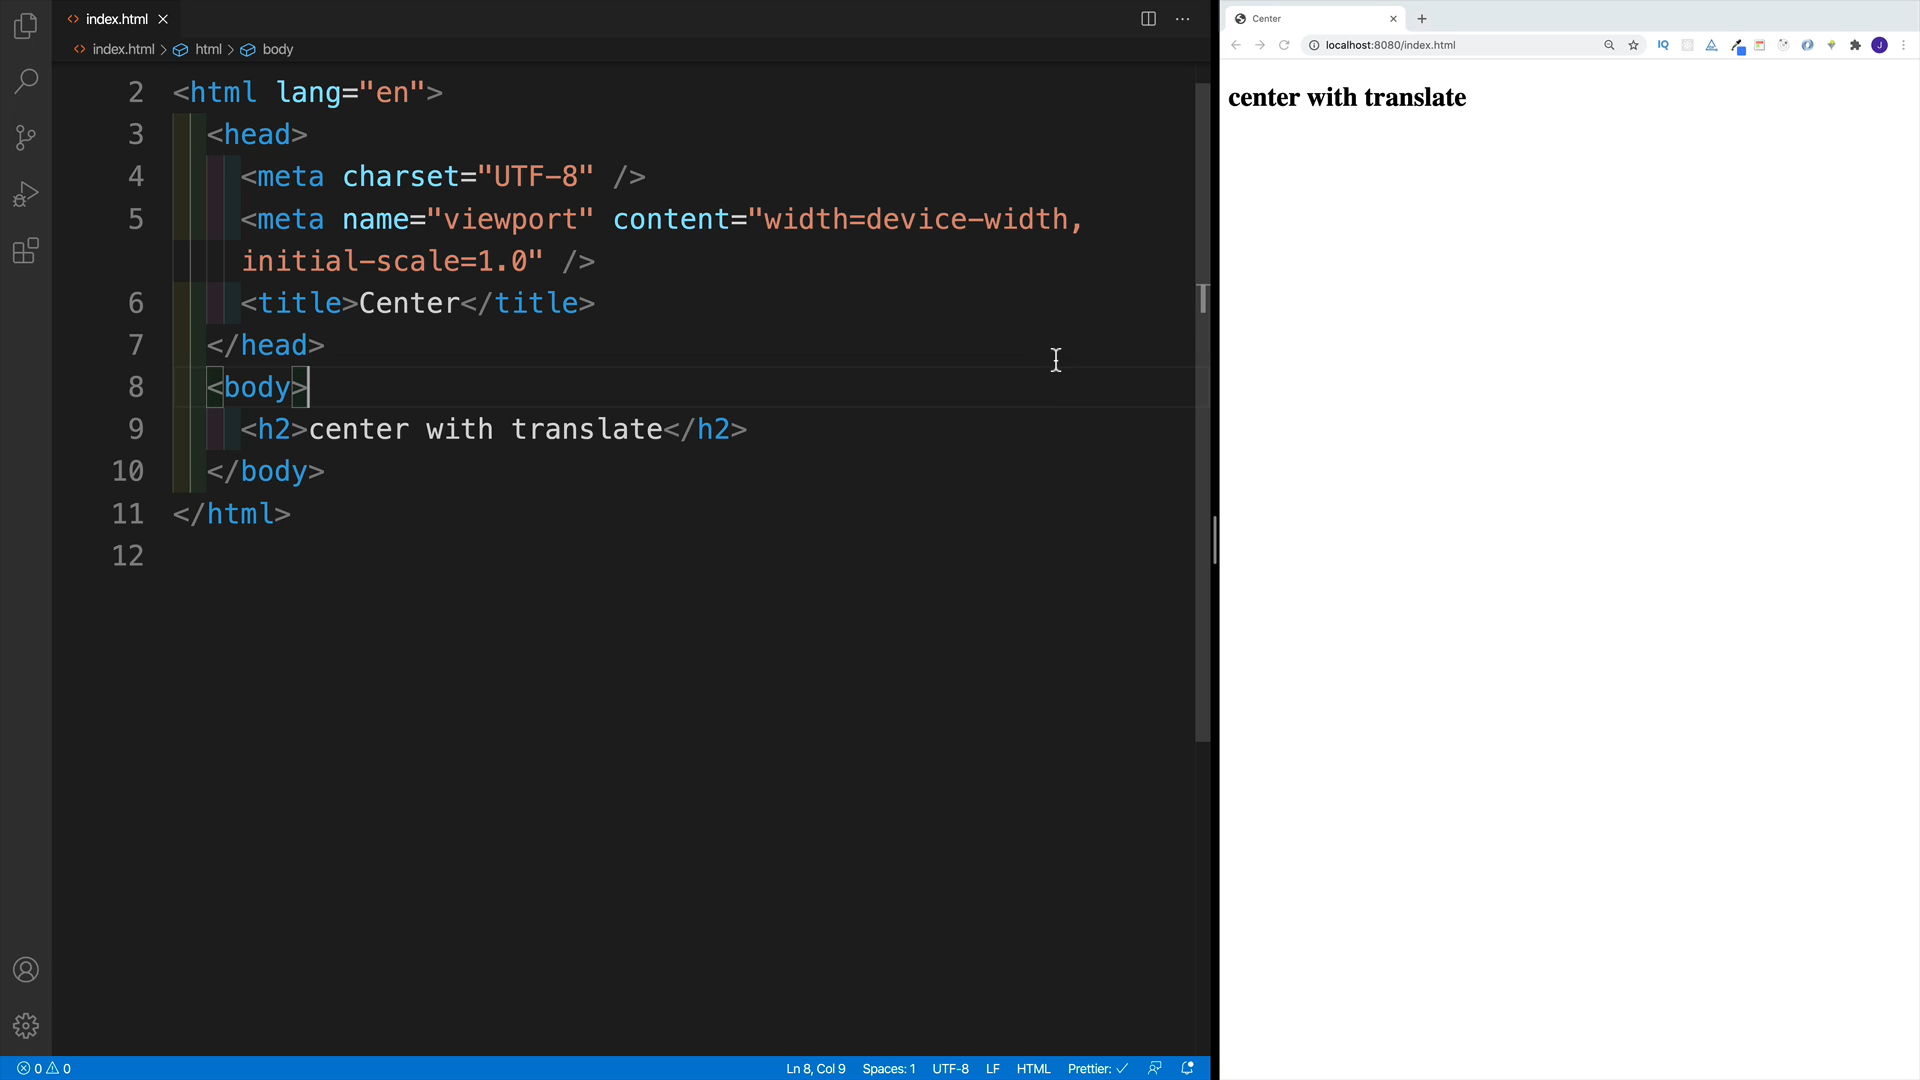 index.html
index.html > html > body
2 <html lang="en">
3 <head>
4 <meta charset="UTF-8" />
5 <meta name="viewport" content="width=device-width,
initial-scale=1.0" />
6 <title>Center</title>
7 </head>
8 <body>
9 <h2>center with translate</h2>
10 </body>
11 </html>
12
0 0
Ln 8, Col 9 Spaces: 1 UTF-8 LF HTML Prettier: ✓
Center
localhost:8080/index.html
IQ
J
center with translate